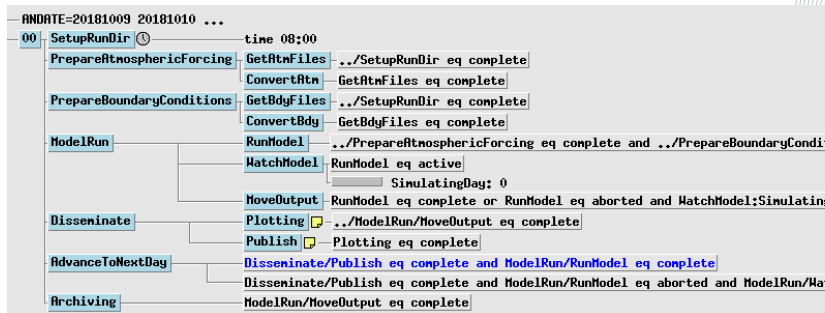 ANDATE=20181009 20181010 ...
00 SetupRunDir time 08:00
PrepareAtmosphericForcing GetAtmFiles ../SetupRunDir eq complete
ConvertAtm GetAtmFiles eq complete
PrepareBoundaryConditions GetBdyFiles ../SetupRunDir eq complete
ConvertBdy GetBdyFiles eq complete
ModelRun RunModel ../PrepareAtmosphericForcing eq complete and ../PrepareBoundaryCondi
WatchModel RunModel eq active
SimulatingDay: 0
MoveOutput RunModel eq complete or RunModel eq aborted and WatchModel:Simulating
Disseminate Plotting ../ModelRun/MoveOutput eq complete
Publish Plotting eq complete
AdvanceToNextDay Disseminate/Publish eq complete and ModelRun/RunModel eq complete
Disseminate/Publish eq complete and ModelRun/RunModel eq aborted and ModelRun/Wa
Archiving ModelRun/MoveOutput eq complete